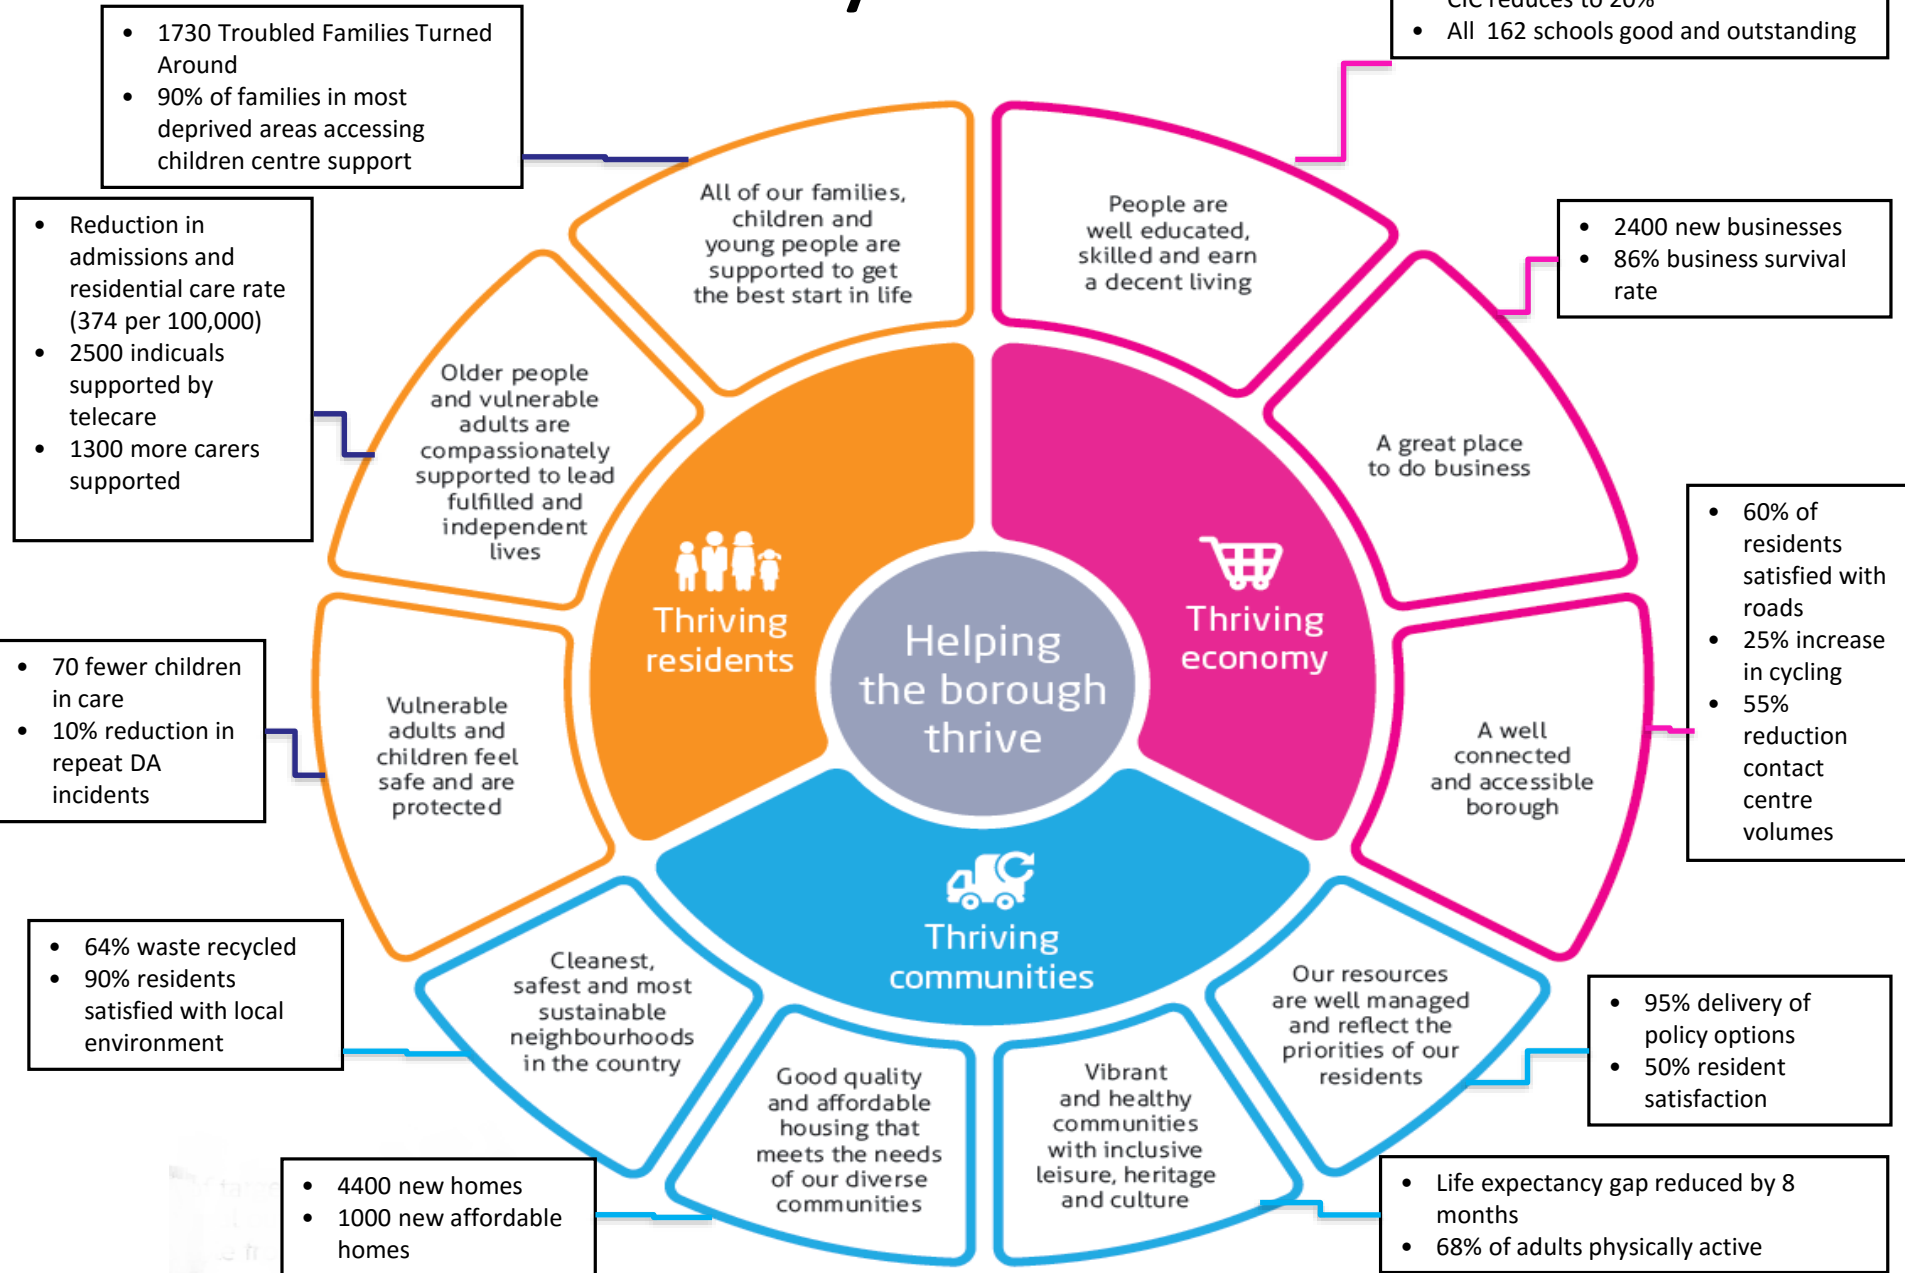 • 1730 Troubled Families Turned
Around
• 90% of families in most
deprived areas accessing
children centre support
CIC reduces to 20%
• All 162 schools good and outstanding
• Reduction in
admissions and
residential care rate
(374 per 100,000)
• 2500 indicuals
supported by
telecare
• 1300 more carers
supported
• 2400 new businesses
• 86% business survival
rate
All of our families,
children and
young people are
supported to get
the best start in life
People are
well educated,
skilled and earn
a decent living
Older people
and vulnerable
adults are
compassionately
supported to lead
fulfilled and
independent
lives
A great place
to do business
• 60% of
residents
satisfied with
roads
• 25% increase
in cycling
• 55%
reduction
contact
centre
volumes
Thriving
residents
Helping
the borough
thrive
Thriving
economy
• 70 fewer children
in care
• 10% reduction in
repeat DA
incidents
Vulnerable
adults and
children feel
safe and are
protected
A well
connected
and accessible
borough
Thriving
communities
• 64% waste recycled
• 90% residents
satisfied with local
environment
Cleanest,
safest and most
sustainable
neighbourhoods
in the country
Good quality
and affordable
housing that
meets the needs
of our diverse
communities
Vibrant
and healthy
communities
with inclusive
leisure, heritage
and culture
Our resources
are well managed
and reflect the
priorities of our
residents
• 95% delivery of
policy options
• 50% resident
satisfaction
• 4400 new homes
• 1000 new affordable
homes
• Life expectancy gap reduced by 8
months
• 68% of adults physically active